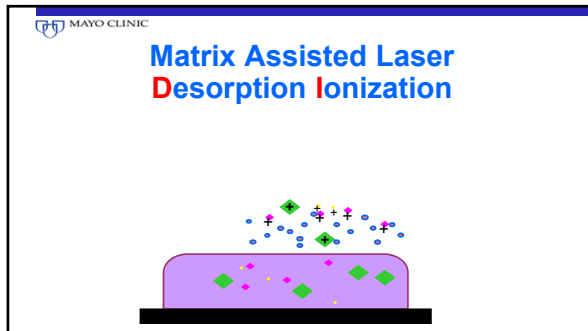 MAYO CLINIC
Matrix Assisted Laser
Desorption Ionization